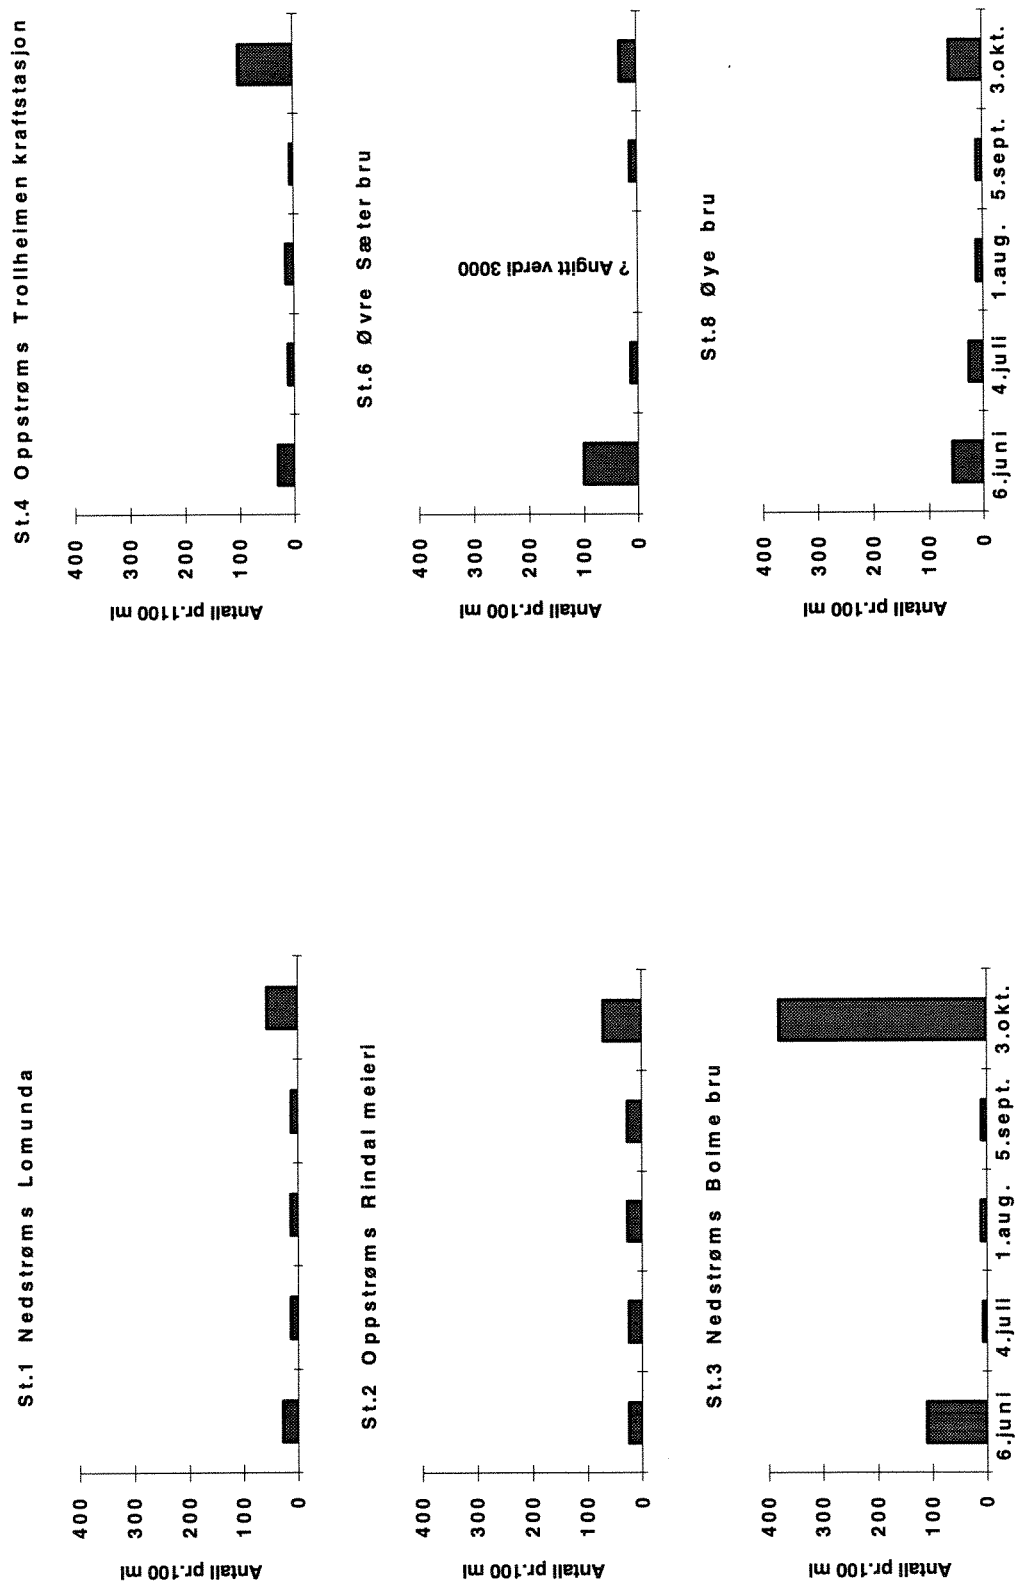 St.1 Nedstrøms Lomunda
Antall pr.100 ml
400
300
200
100
0
St.2 Oppstrøms Rindal meieri
Antall pr.100 ml
400
300
200
100
0
St.3 Nedstrøms Bolme bru
Antall pr.100 ml
400
300
200
100
0
6.juni 4.juli 1.aug. 5.sept. 3.okt.
St.4 Oppstrøms Trollheimen kraftstasjon
Antall pr.1100 ml
400
300
200
100
0
St.6 Øvre Sæter bru
Antall pr.100 ml
400
300
200
100
0
? Angitt verdi 3000
St.8 Øye bru
Antall pr.100 ml
400
300
200
100
0
6.juni 4.juli 1.aug. 5.sept. 3.okt.